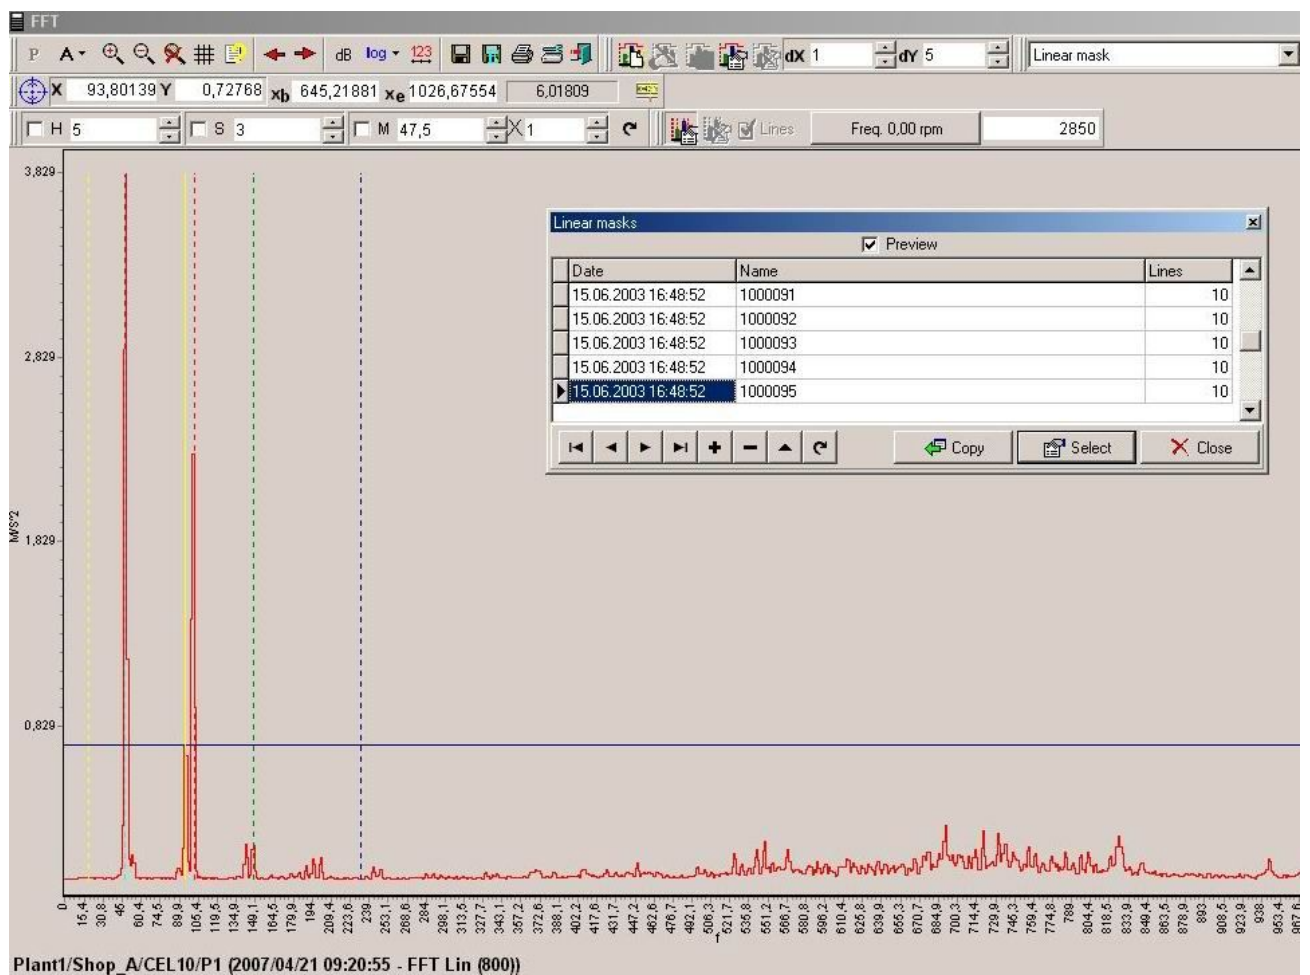 FFT
P A dB log 123 dX 1 dY 5 Linear mask
X 93,80139 Y 0,72768 xb 645,21881 xe 1026,67554 6,01809
H 5 S 3 M 47,5 X 1 Lines Freq. 0,00 rpm 2850
3,829
2,829
1,829
0,829
M/S^2
Linear masks
Preview
Date Name Lines
15.06.2003 16:48:52 1000091 10
15.06.2003 16:48:52 1000092 10
15.06.2003 16:48:52 1000093 10
15.06.2003 16:48:52 1000094 10
15.06.2003 16:48:52 1000095 10
Copy Select Close
0 15,4 30,8 45 60,4 74,5 89,9 105,4 119,5 134,9 149,1 164,5 179,9 194 209,4 223,6 239 253,1 268,6 284 298,1 313,5 327,7 343,1 357,2 372,6 388,1 402,2 417,6 431,8 447,2 462,6 476,7 492,1 506,3 521,7 535,8 551,2 566,7 580,8 596,2 610,4 625,8 639,9 655,3 670,7 684,9 700,3 714,4 729,9 745,3 759,4 774,8 789 804,4 818,5 833,9 849,4 863,5 878,9 893 908,5 923,9 938 953,4 967,6
f
Plant1/Shop_A/CEL10/P1 (2007/04/21 09:20:55 - FFT Lin (800))